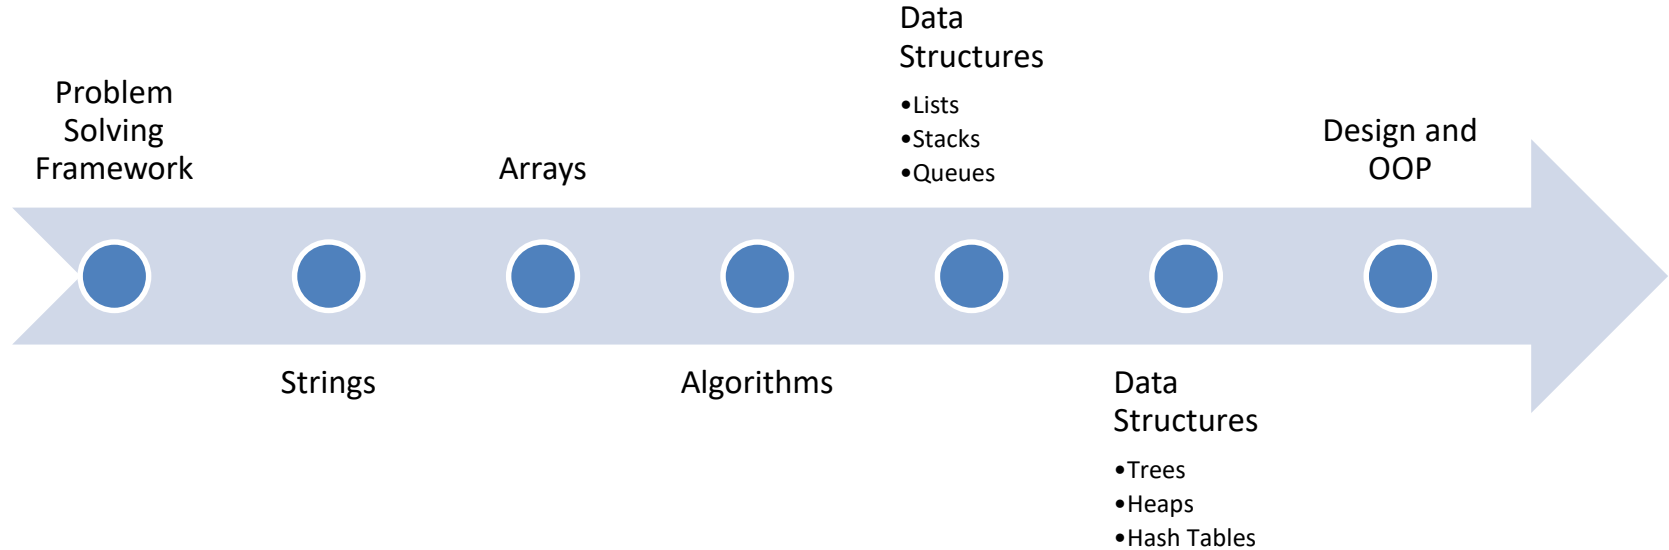 Problem
Solving
Framework
Strings
Arrays
Algorithms
Data
Structures
•Lists
•Stacks
•Queues
Data
Structures
•Trees
•Heaps
•Hash Tables
Design and
OOP